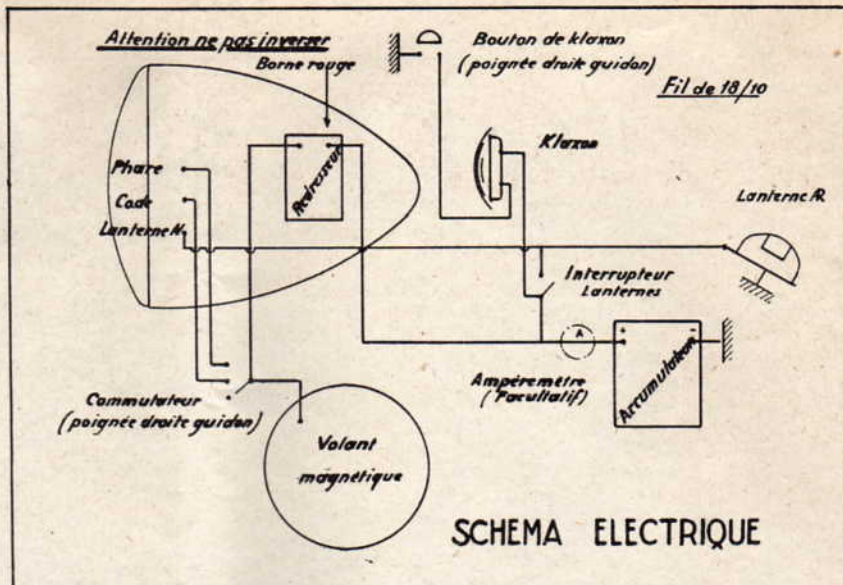 Attention ne pas inverser
Borne rouge
Bouton de klaxon
(poignée droite guidon)
Fil de 18/10
Klaxon
Redresseur
Phare
Code
Lanterne AV.
Lanterne AR
Interrupteur
Lanternes
A
+
-
Accumulateur
Ampèremètre
(Facultatif)
Commutateur
(poignée droite guidon)
Volant
magnétique
SCHEMA ELECTRIQUE